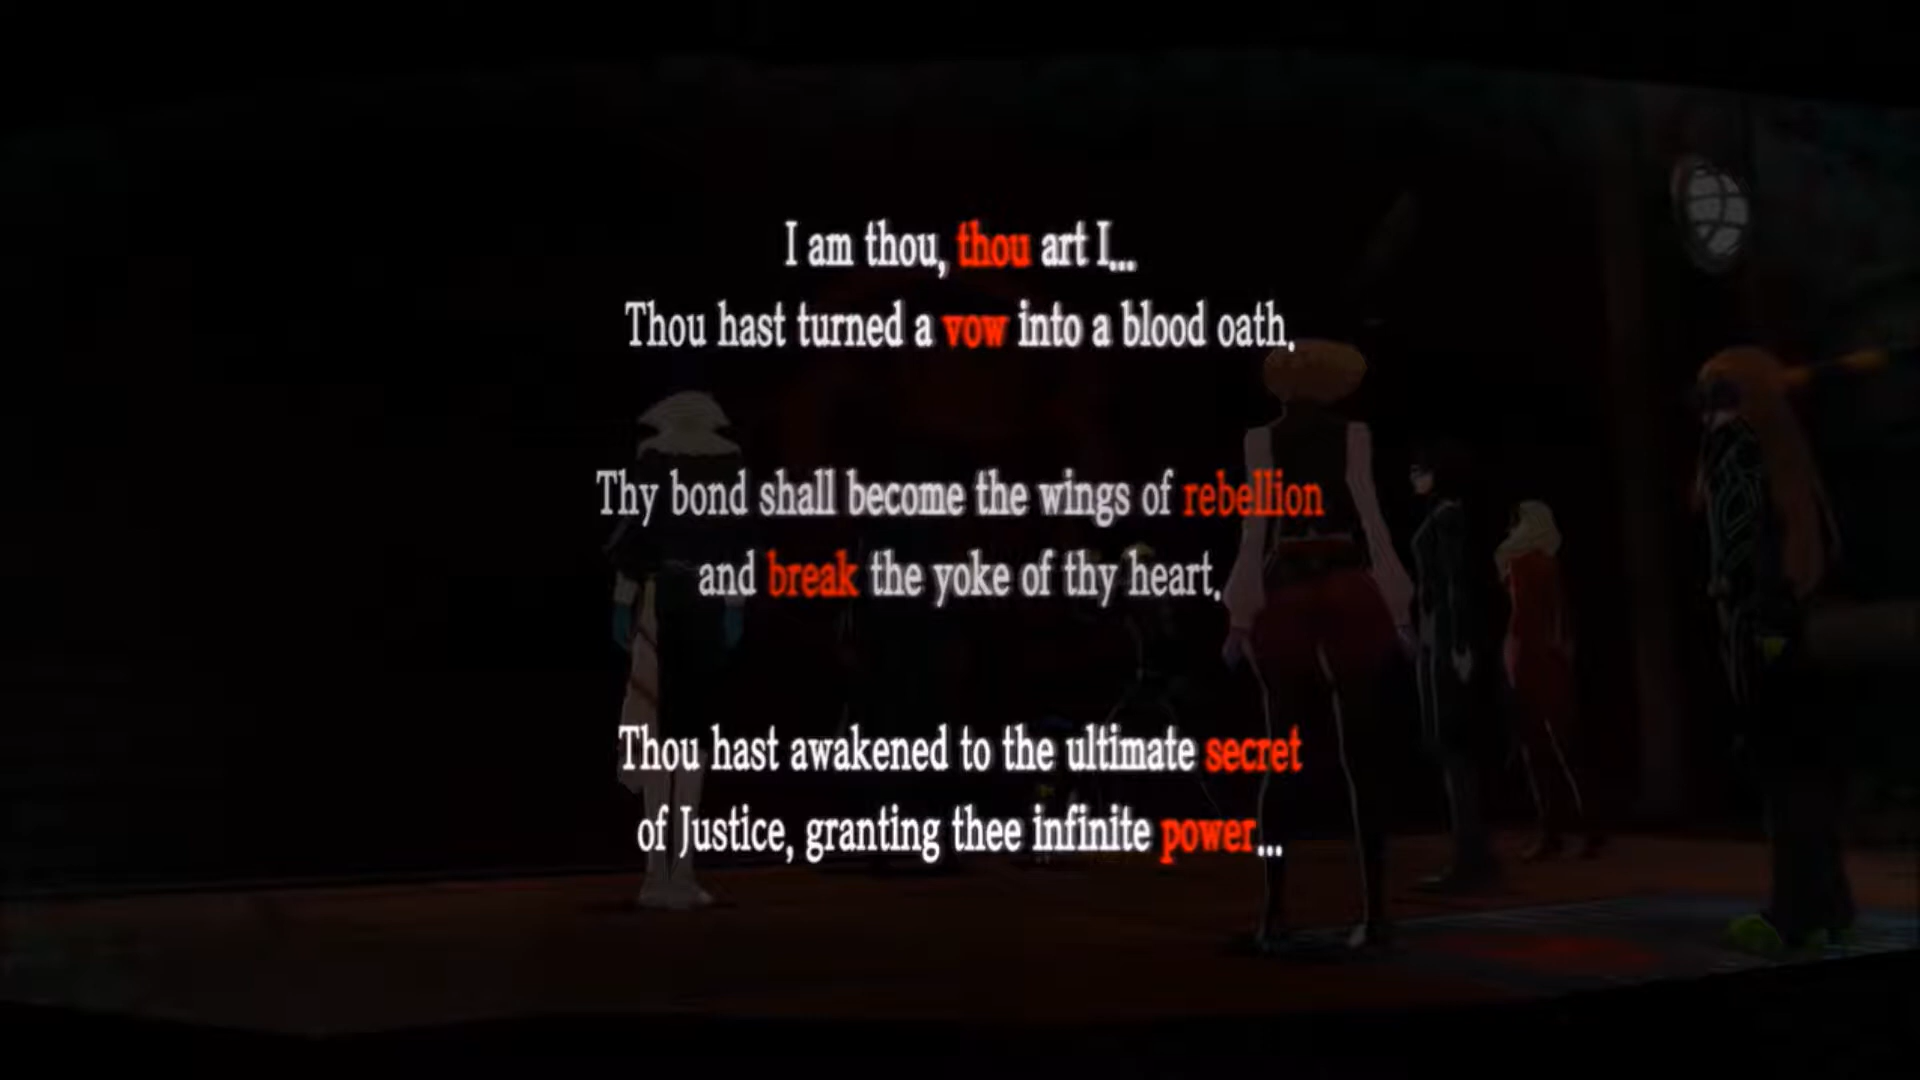 I am thou, thou art I...
Thou hast turned a vow into a blood oath.
Thy bond shall become the wings of rebellion
and break the yoke of thy heart.
Thou hast awakened to the ultimate secret
of Justice, granting thee infinite power...